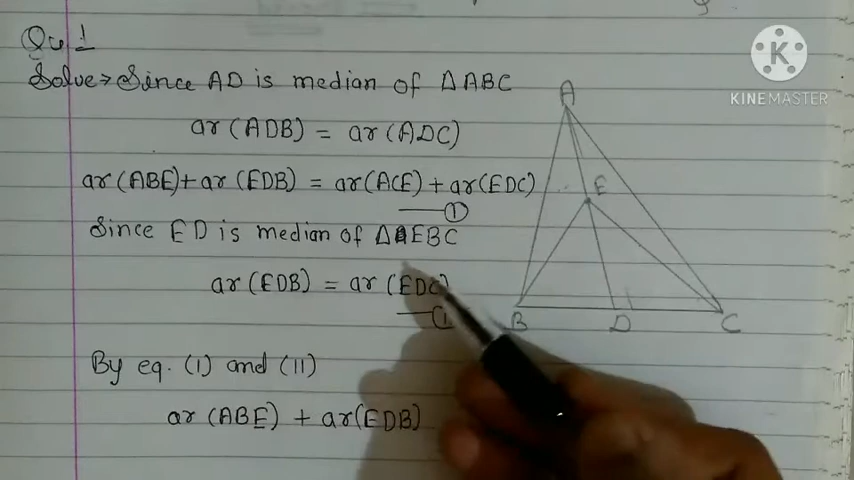 Qu 1
Solve> Since AD is median of ΔABC
ar (ADB) = ar (ADC)
ar (ABE) + ar (EDB) = ar (ACE) + ar (EDC)
— (I)
Since ED is median of Δ EBC
ar (EDB) = ar (EDC)
By eq. (I) and (II)
ar (ABE) + ar (EDB)
A
E
B
D
C
K
KINEMASTER